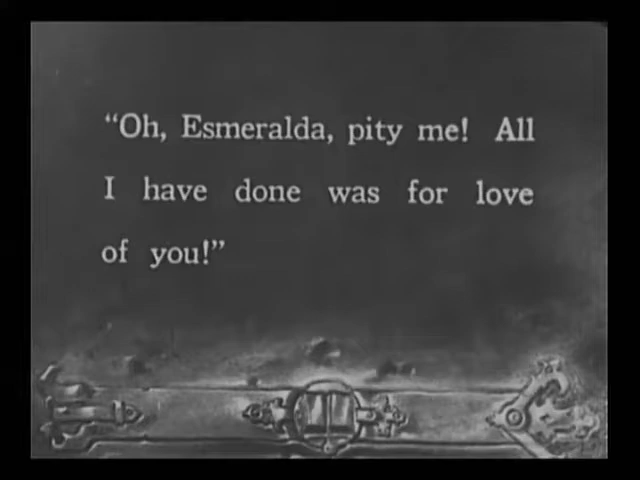 “Oh, Esmeralda, pity me! All
I have done was for love
of you!”